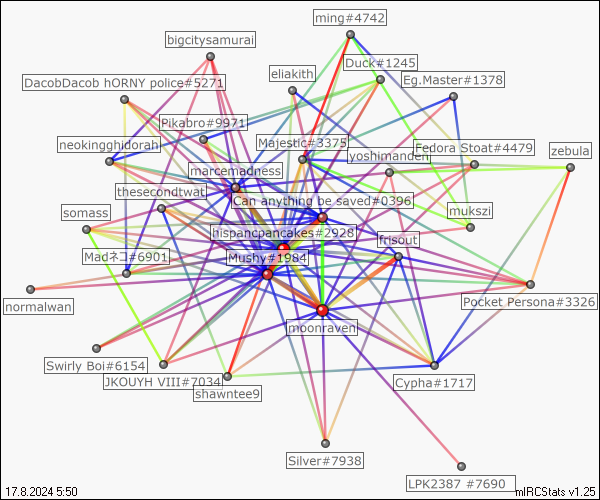 ming#4742
bigcitysamurai
Duck#1245
eliakith
Eg.Master#1378
DacobDacob hORNY police#5271
Pikabro#9971
neokingghidorah
Majestic#3375
Fedora Stoat#4479
zebula
yoshimanden
marcemadness
thesecondtwat
Can anything be saved#0396
somass
mukszi
hispancpancakes#2928
frisout
Madネコ#6901
Mushy#1984
normalwan
Pocket Persona#3326
moonraven
Swirly Boi#6154
JKOUYH VIII#7034
Cypha#1717
shawntee9
Silver#7938
LPK2387 #7690
17.8.2024 5:50
mIRCStats v1.25